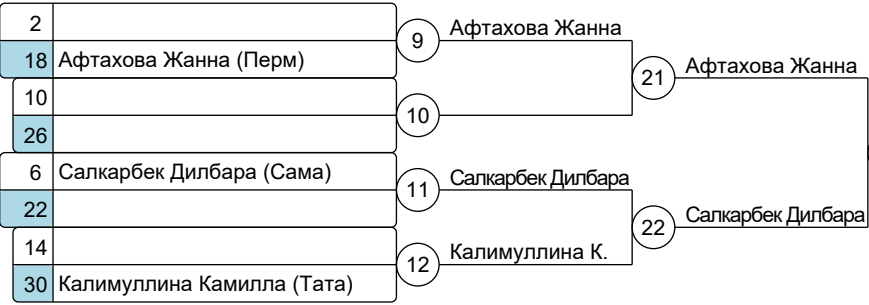 2
18 Афтахова Жанна (Перм)
10
26
6 Салкарбек Дилбара (Сама)
22
14
30 Калимуллина Камилла (Тата)
9 Афтахова Жанна
10
11 Салкарбек Дилбара
12 Калимуллина К.
21 Афтахова Жанна
22 Салкарбек Дилбара